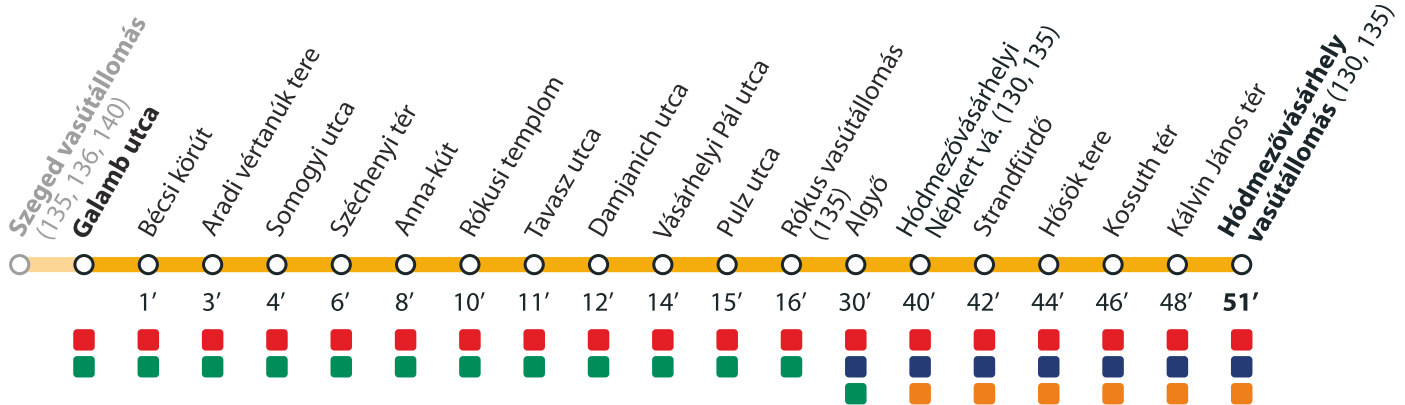 Szeged vasútállomás
(135, 136, 140)
Galamb utca
Bécsi körút
Aradi vértanúk tere
Somogyi utca
Széchenyi tér
Anna-kút
Rókusi templom
Tavasz utca
Damjanich utca
Vásárhelyi Pál utca
Pulz utca
Rókus vasútállomás
(135)
Algyő
Hódmezővásárhelyi
Népkert vá. (130, 135)
Strandfürdő
Hősök tere
Kossuth tér
Kálvin János tér
Hódmezővásárhely
vasútállomás (130, 135)
1′ 3′ 4′ 6′ 8′ 10′ 11′ 12′ 14′ 15′ 16′ 30′ 40′ 42′ 44′ 46′ 48′ 51′